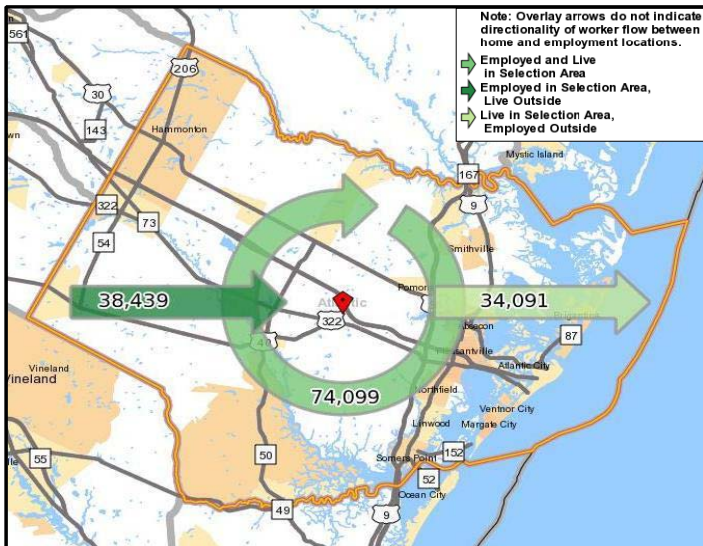 Note: Overlay arrows do not indicate
directionality of worker flow between
home and employment locations.
Employed and Live
in Selection Area
Employed in Selection Area,
Live Outside
Live in Selection Area,
Employed Outside
561
206
30
143
Hammonton
Mystic Island
167
9
322
73
54
Smithville
38,439
Atlantic
322
34,091
87
Atlantic City
74,099
Northfield
Vineland
Vineland
Ventnor City
Linwood
Margate City
Somers Point
152
55
50
52
Ocean City
49
9